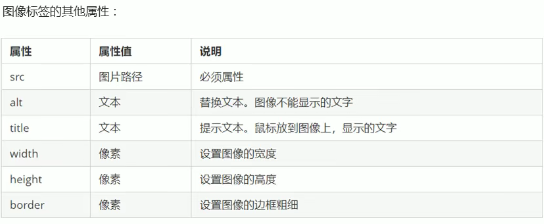 图像标签的其他属性：
属性 属性值 说明
src 图片路径 必须属性
alt 文本 替换文本。图像不能显示的文字
title 文本 提示文本。鼠标放到图像上，显示的文字
width 像素 设置图像的宽度
height 像素 设置图像的高度
border 像素 设置图像的边框粗细